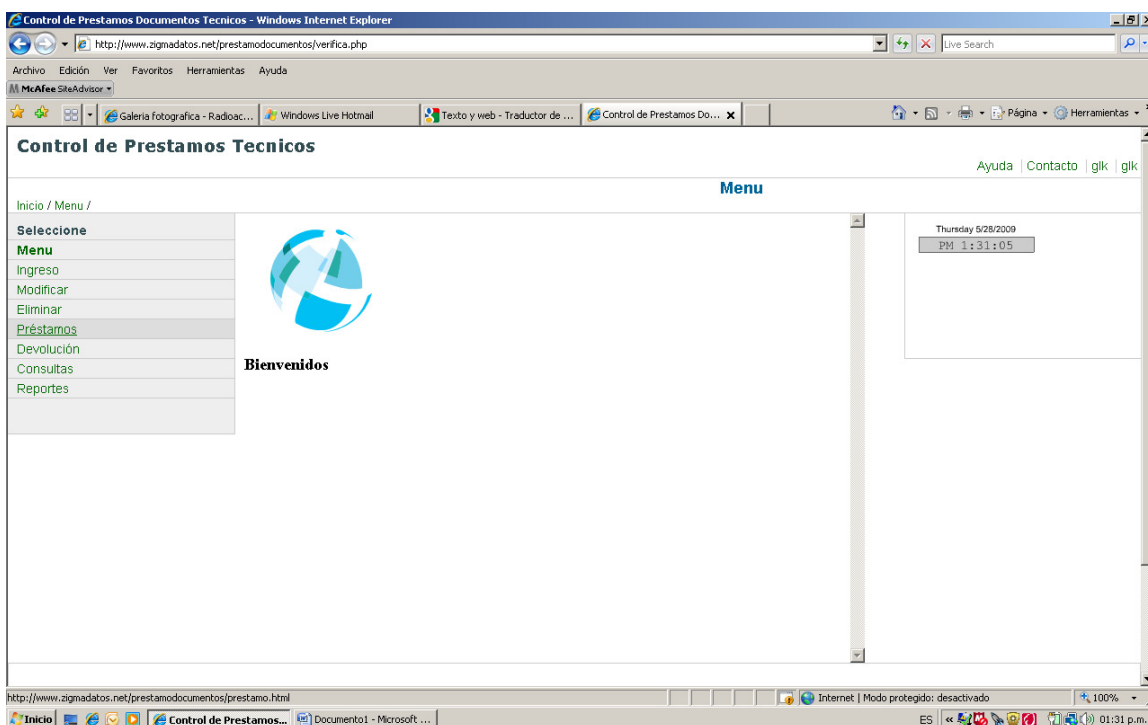 Control de Prestamos Documentos Tecnicos - Windows Internet Explorer
http://www.zigmadatos.net/prestamodocumentos/verifica.php
Live Search
Archivo Edición Ver Favoritos Herramientas Ayuda
McAfee SiteAdvisor
Galeria fotografica - Radioac... Windows Live Hotmail Texto y web - Traductor de ... Control de Prestamos Do... Página Herramientas
Control de Prestamos Tecnicos
Ayuda Contacto glk glk
Menu
Inicio / Menu /
Seleccione
Menu
Ingreso
Modificar
Eliminar
Préstamos
Devolución
Consultas
Reportes
Bienvenidos
Thursday 5/28/2009
PM 1:31:05
http://www.zigmadatos.net/prestamodocumentos/prestamo.html
Internet | Modo protegido: desactivado
100%
Inicio Control de Prestamos... Documento1 - Microsoft ... ES 01:31 p.m.